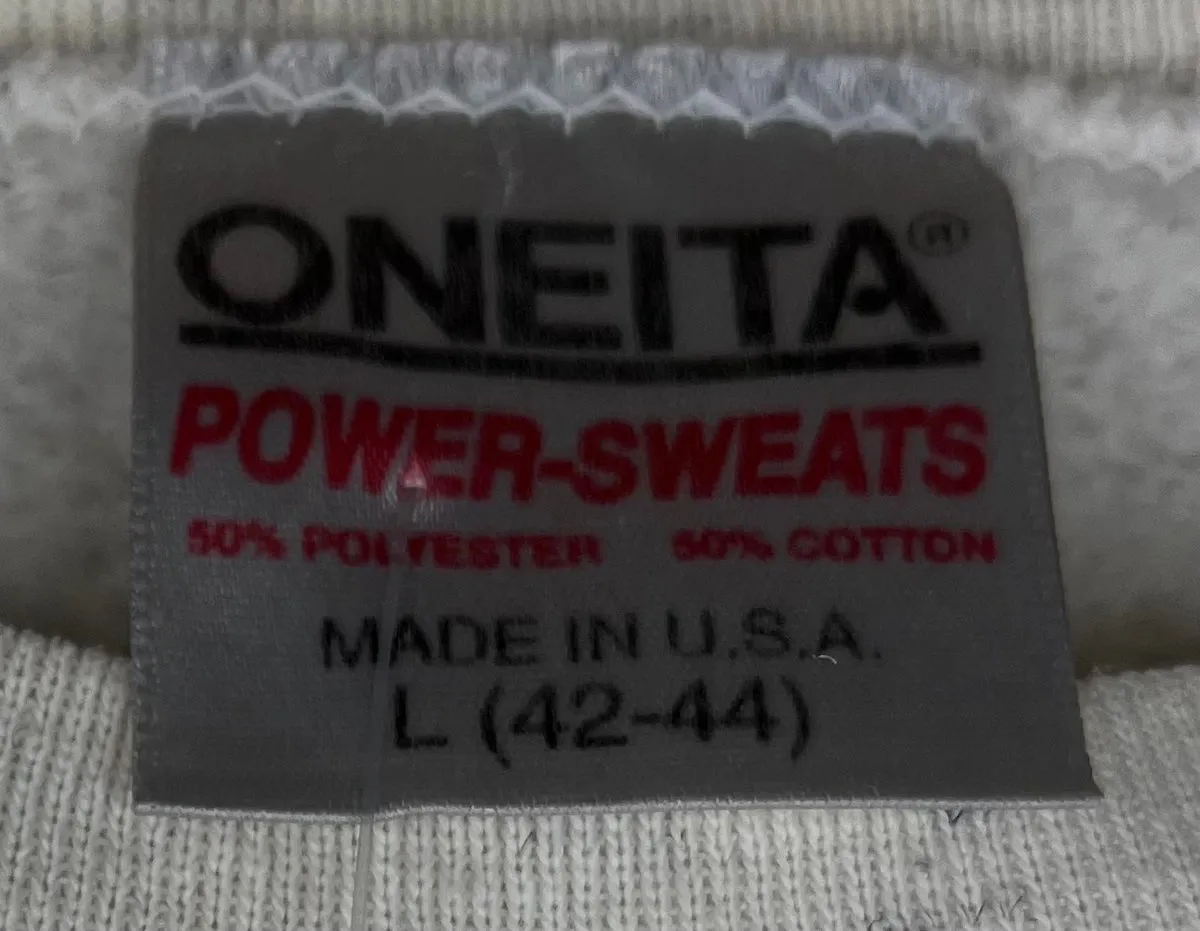 ONEITA®
POWER-SWEATS
50% POLYESTER 50% COTTON
MADE IN U.S.A.
L (42-44)